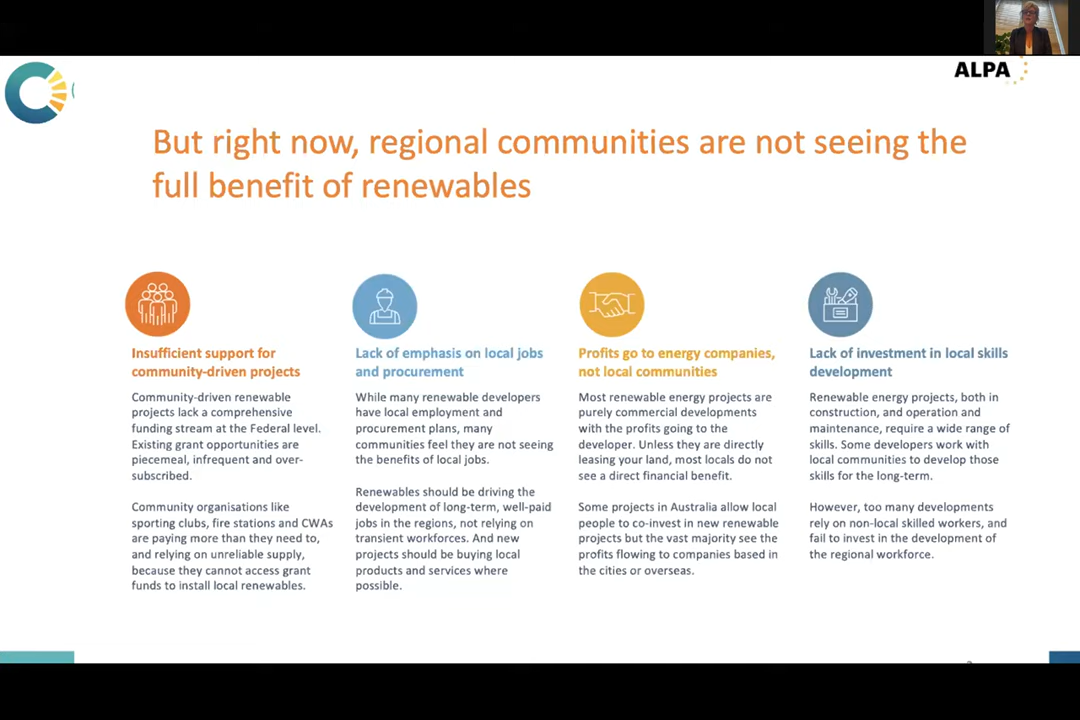 ALPA
But right now, regional communities are not seeing the
full benefit of renewables
Insufficient support for
community-driven projects
Community-driven renewable
projects lack a comprehensive
funding stream at the Federal level.
Existing grant opportunities are
piecemeal, infrequent and over-
subscribed.
Community organisations like
sporting clubs, fire stations and CWAs
are paying more than they need to,
and relying on unreliable supply,
because they cannot access grant
funds to install local renewables.
Lack of emphasis on local jobs
and procurement
While many renewable developers
have local employment and
procurement plans, many
communities feel they are not seeing
the benefits of local jobs.
Renewables should be driving the
development of long-term, well-paid
jobs in the regions, not relying on
transient workforces. And new
projects should be buying local
products and services where
possible.
Profits go to energy companies,
not local communities
Most renewable energy projects are
purely commercial developments
with the profits going to the
developer. Unless they are directly
leasing your land, most locals do not
see a direct financial benefit.
Some projects in Australia allow local
people to co-invest in new renewable
projects but the vast majority see the
profits flowing to companies based in
the cities or overseas.
Lack of investment in local skills
development
Renewable energy projects, both in
construction, and operation and
maintenance, require a wide range of
skills. Some developers work with
local communities to develop those
skills for the long-term.
However, too many developers
rely on non-local skilled workers, and
fail to invest in the development of
the regional workforce.